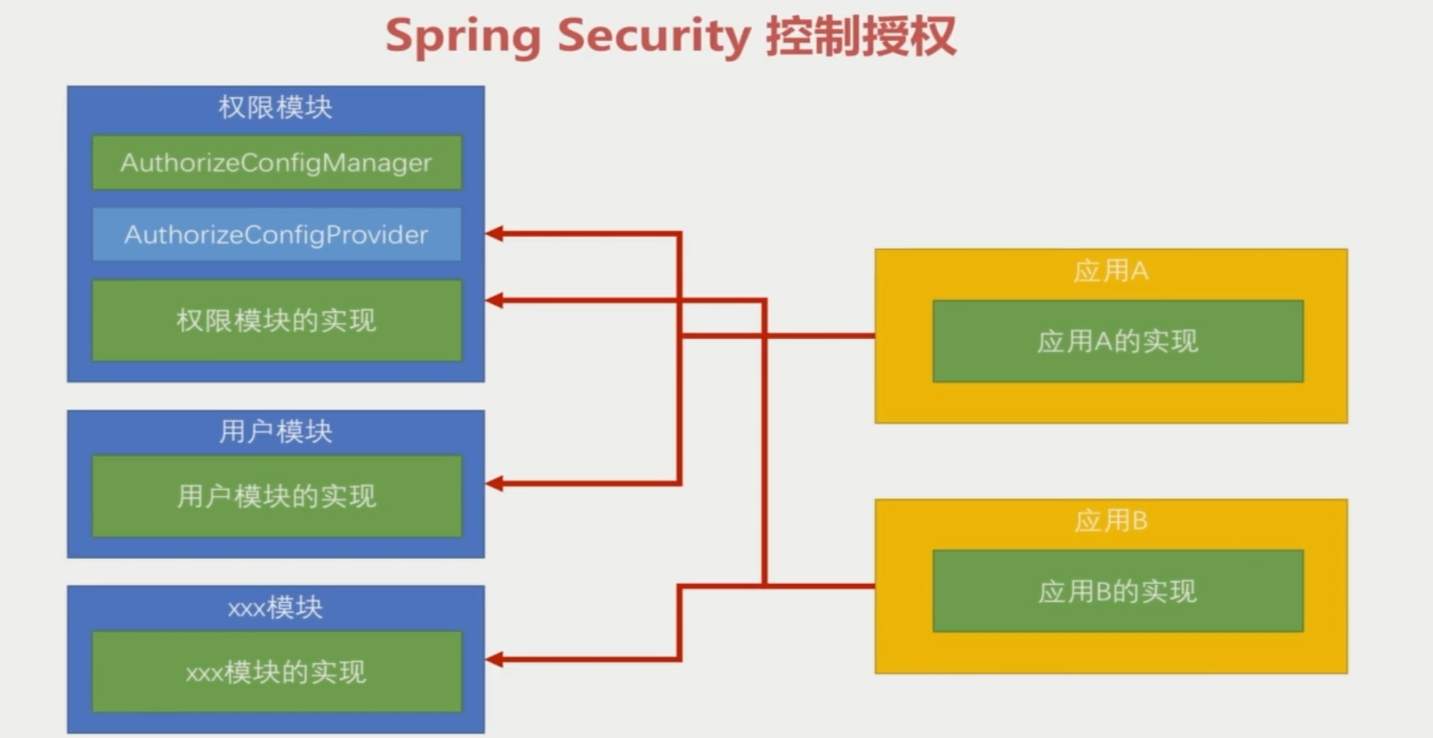 Spring Security 控制授权
权限模块
AuthorizeConfigManager
AuthorizeConfigProvider
权限模块的实现
用户模块
用户模块的实现
xxx模块
xxx模块的实现
应用A
应用A的实现
应用B
应用B的实现